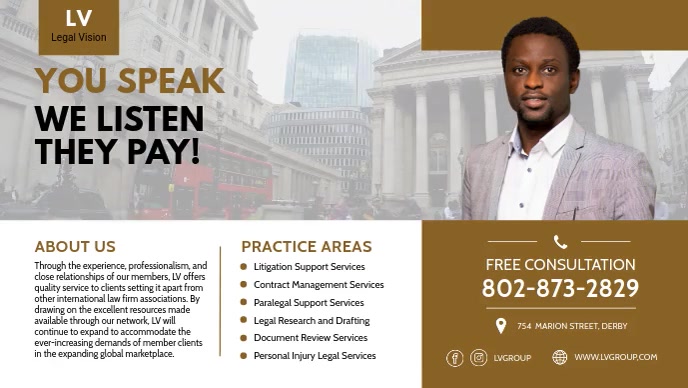 LV
Legal Vision
YOU SPEAK
WE LISTEN
THEY PAY!
ABOUT US
Through the experience, professionalism, and
close relationships of our members, LV offers
quality service to clients setting it apart from
other international law firm associations. By
drawing on the excellent resources made
available through our network, LV will
continue to expand to accommodate the
ever-increasing demands of member clients
in the expanding global marketplace.
PRACTICE AREAS
Litigation Support Services
Contract Management Services
Paralegal Support Services
Legal Research and Drafting
Document Review Services
Personal Injury Legal Services
FREE CONSULTATION
802-873-2829
754 MARION STREET, DERBY
LVGROUP
WWW.LVGROUP.COM